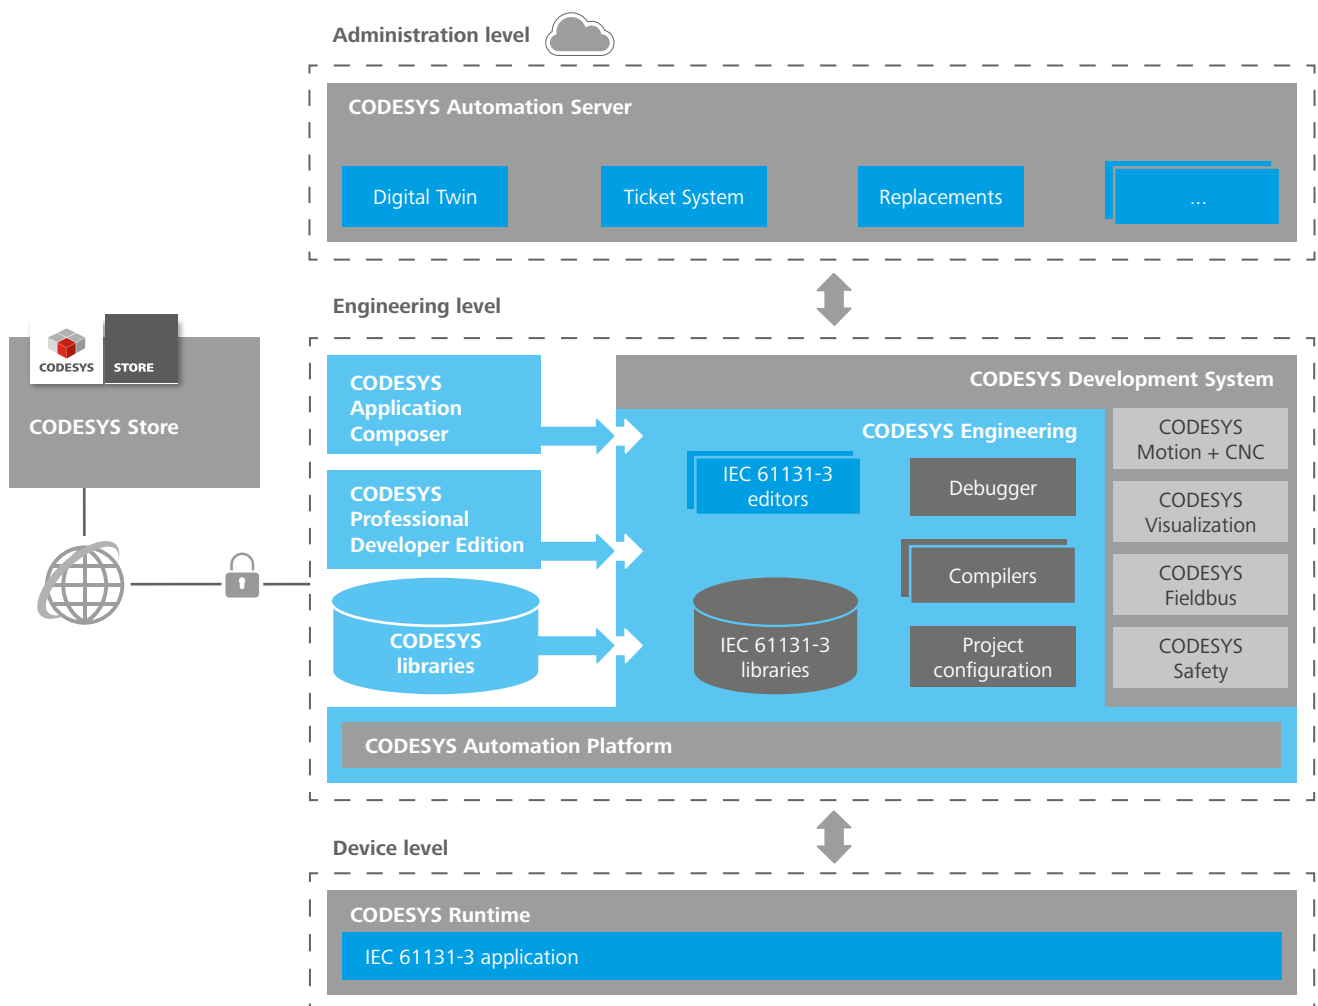 Administration level
CODESYS Automation Server
Digital Twin
Ticket System
Replacements
...
Engineering level
CODESYS
STORE
CODESYS Store
CODESYS
Application
Composer
CODESYS
Professional
Developer Edition
CODESYS
libraries
CODESYS Development System
CODESYS Engineering
IEC 61131-3
editors
Debugger
Compilers
IEC 61131-3
libraries
Project
configuration
CODESYS
Motion + CNC
CODESYS
Visualization
CODESYS
Fieldbus
CODESYS
Safety
CODESYS Automation Platform
Device level
CODESYS Runtime
IEC 61131-3 application